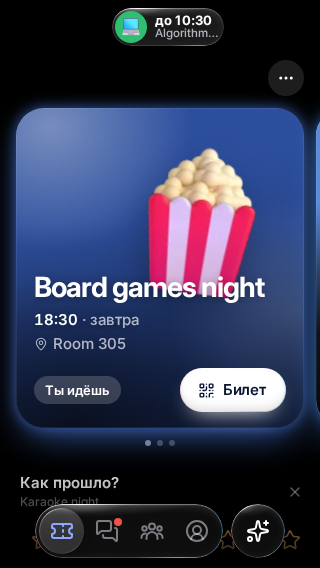 до 10:30
Algorithm...
Board games night
18:30 · завтра
Room 305
Ты идёшь
Билет
Как прошло?
Karaoke night